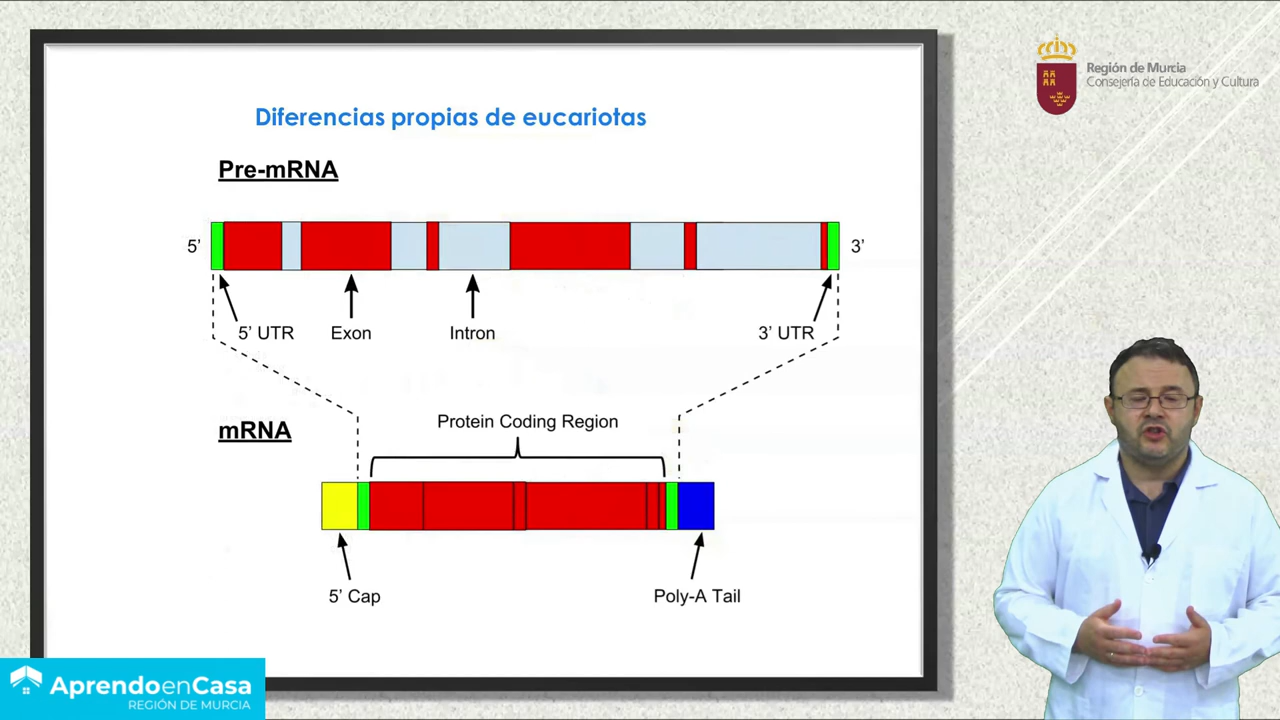 Región de Murcia
Consejería de Educación y Cultura
Diferencias propias de eucariotas
Pre-mRNA
5’
3’
5’ UTR
Exon
Intron
3’ UTR
Protein Coding Region
mRNA
5’ Cap
Poly-A Tail
AprendoenCasa
REGIÓN DE MURCIA